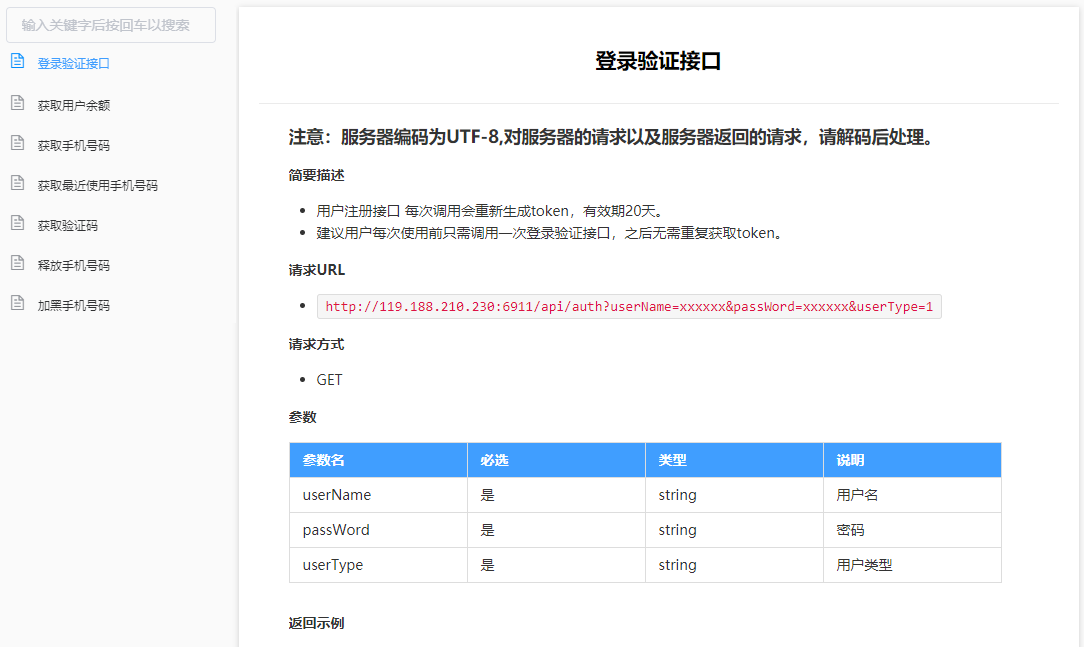 输入关键字后按回车以搜索
登录验证接口
获取用户余额
获取手机号码
获取最近使用手机号码
获取验证码
释放手机号码
加黑手机号码
登录验证接口
注意：服务器编码为UTF-8,对服务器的请求以及服务器返回的请求，请解码后处理。
简要描述
用户注册接口 每次调用会重新生成token，有效期20天。
建议用户每次使用前只需调用一次登录验证接口，之后无需重复获取token。
请求URL
http://119.188.210.230:6911/api/auth?userName=xxxxxx&passWord=xxxxxx&userType=1
请求方式
GET
参数
参数名 必选 类型 说明
userName 是 string 用户名
passWord 是 string 密码
userType 是 string 用户类型
返回示例